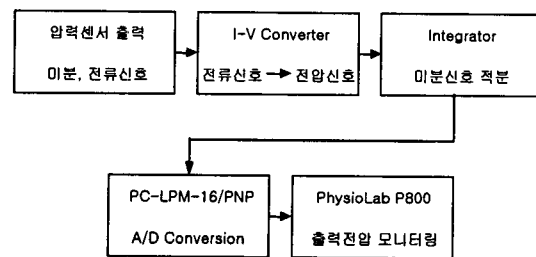 압력센서 출력
미분, 전류신호
I-V Converter
전류신호 → 전압신호
Integrator
미분신호 적분
PC-LPM-16/PNP
A/D Conversion
PhysioLab P800
출력전압 모니터링